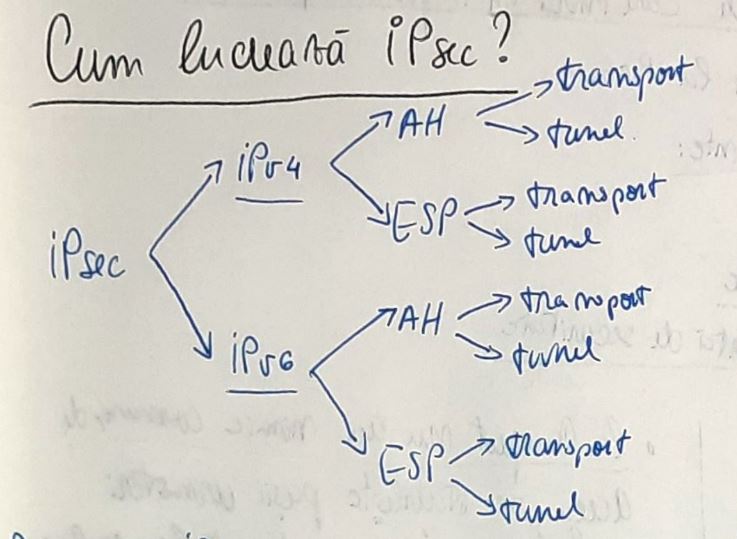 Cum lucrează iPsec?
transport
AH
tunel
iPv4
transport
ESP
tunel
iPsec
transport
AH
tunel
iPv6
transport
ESP
tunel